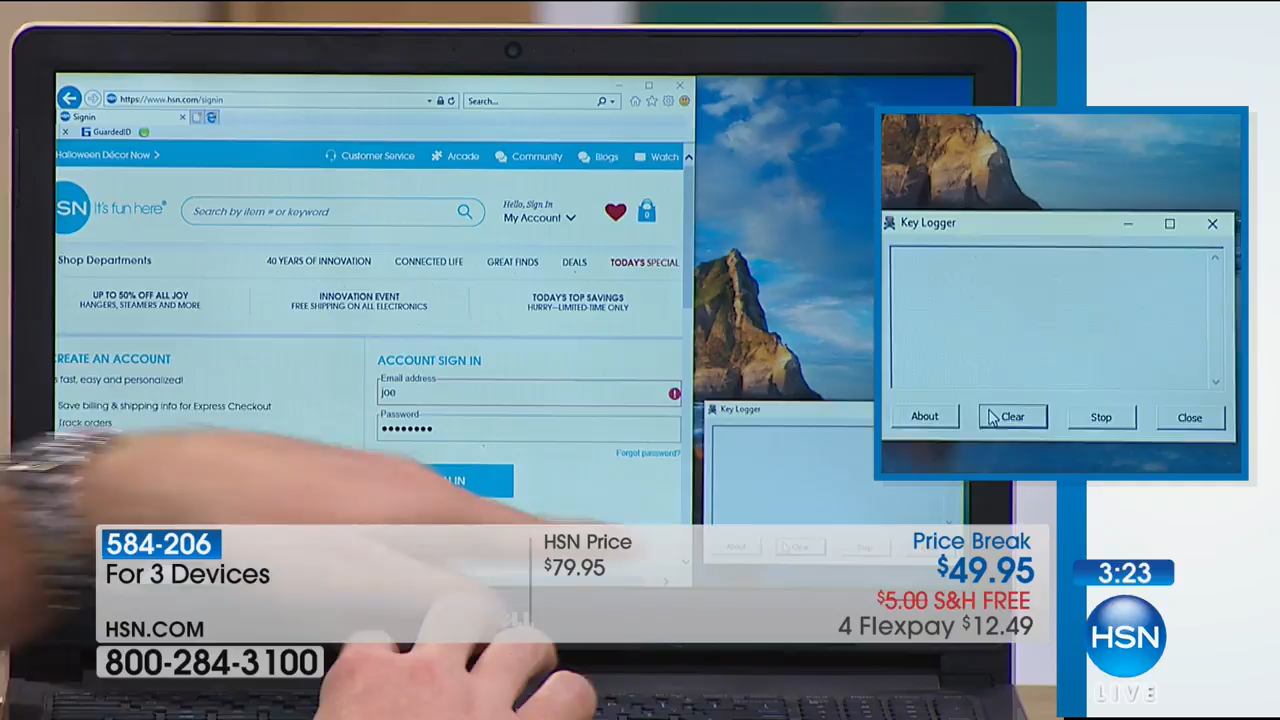 https://www.hsn.com/signin
Search...
Signin
GuardedID
Halloween Décor Now >
Customer Service
Arcade
Community
Blogs
Watch
SN It's fun here®
Search by item # or keyword
Hello, Sign In
My Account
0
Shop Departments
40 YEARS OF INNOVATION
CONNECTED LIFE
GREAT FINDS
DEALS
TODAY'S SPECIAL
UP TO 50% OFF ALL JOY
HANGERS, STEAMERS AND MORE
INNOVATION EVENT
FREE SHIPPING ON ALL ELECTRONICS
TODAY'S TOP SAVINGS
HURRY—LIMITED-TIME ONLY
CREATE AN ACCOUNT
s fast, easy and personalized!
Save billing & shipping info for Express Checkout
Track orders
ACCOUNT SIGN IN
Email address
joe
Password
Forgot password?
IN
Key Logger
About
Clear
Stop
Key Logger
About
Clear
Stop
Close
584-206
For 3 Devices
HSN.COM
800-284-3100
HSN Price
$79.95
Price Break
$49.95
$5.00 S&H FREE
4 Flexpay $12.49
3:23
HSN
LIVE